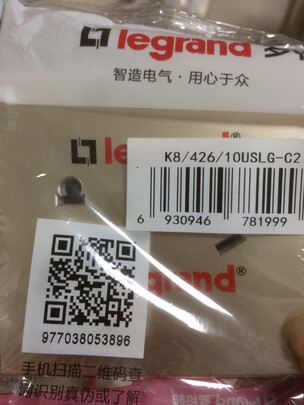 legrand
智造电气·用心于众
legrand®
K8/426/10USLG-C2
6 930946 781999
legrand®
977038053896
手机扫描二维码查
询识别真伪或了解